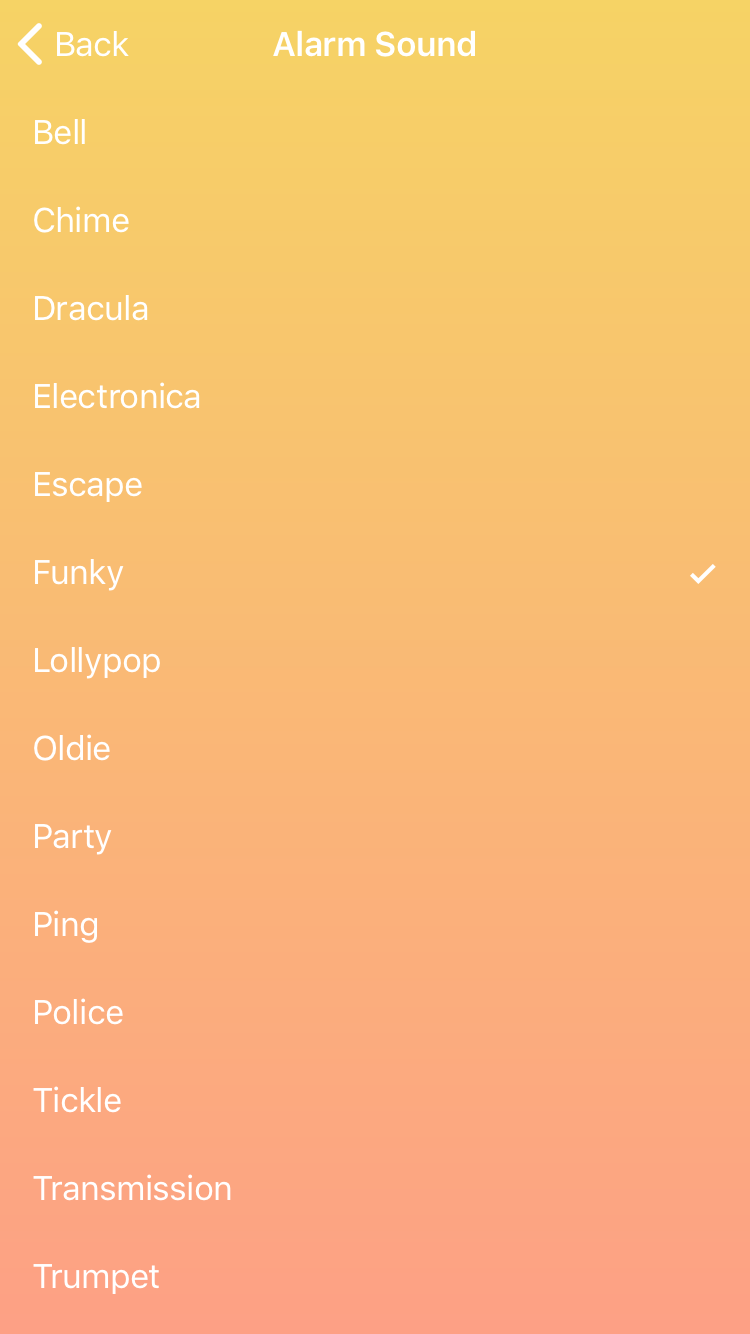 Back
Alarm Sound
Bell
Chime
Dracula
Electronica
Escape
Funky
Lollypop
Oldie
Party
Ping
Police
Tickle
Transmission
Trumpet